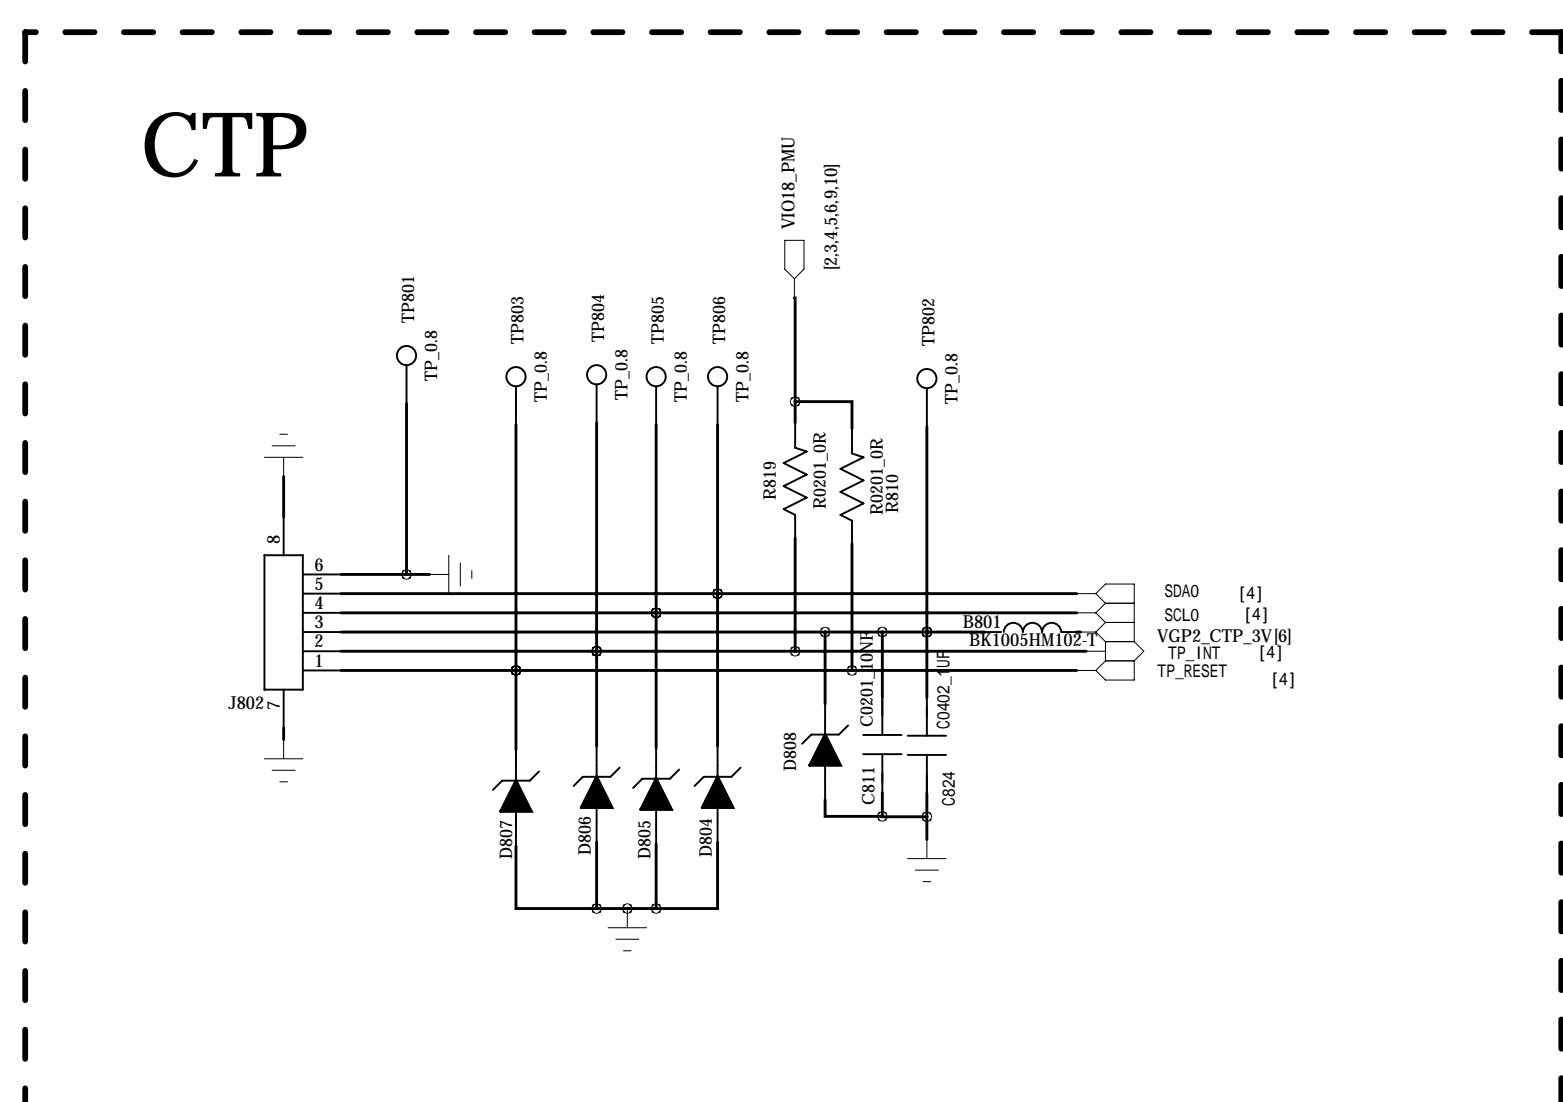 CTP
VIO18_PMU
[2,3,4,5,6,9,10]
TP801
TP_0.8
TP803
TP_0.8
TP804
TP_0.8
TP805
TP_0.8
TP806
TP_0.8
TP802
TP_0.8
R819
R0201_0R
R0201_0R
R810
8
6
5
4
3
2
1
7
J802
B801
BK1005HM102-T
SDA0 [4]
SCL0 [4]
VGP2_CTP_3V[6]
TP_INT [4]
TP_RESET [4]
C0201_10NF
C811
C0402_1UF
C824
D808
D807
D806
D805
D804